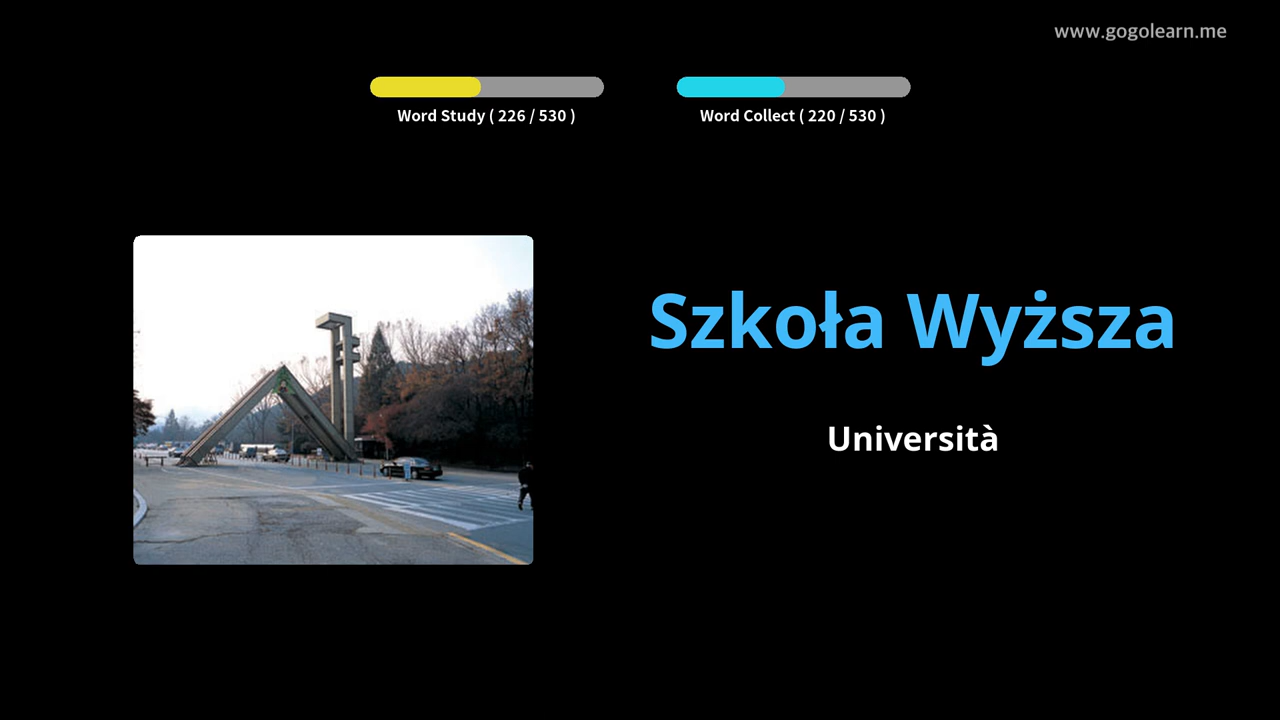 www.gogolearn.me
Word Study ( 226 / 530 )
Word Collect ( 220 / 530 )
Szkoła Wyższa
Università